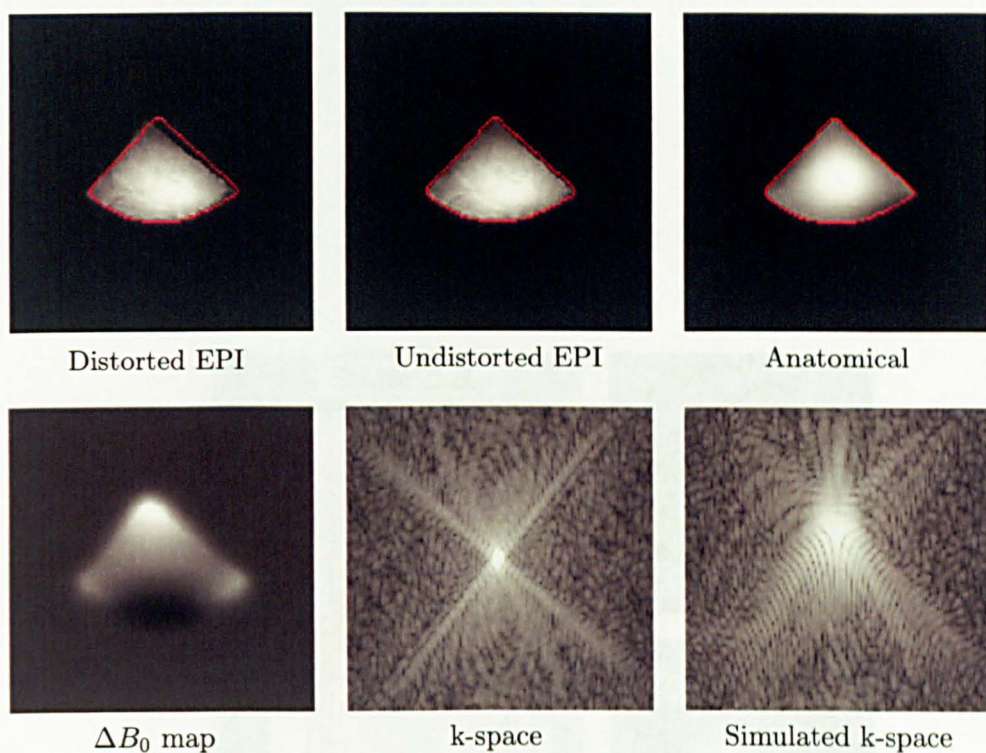 Distorted EPI
Undistorted EPI
Anatomical
ΔB₀ map
k-space
Simulated k-space